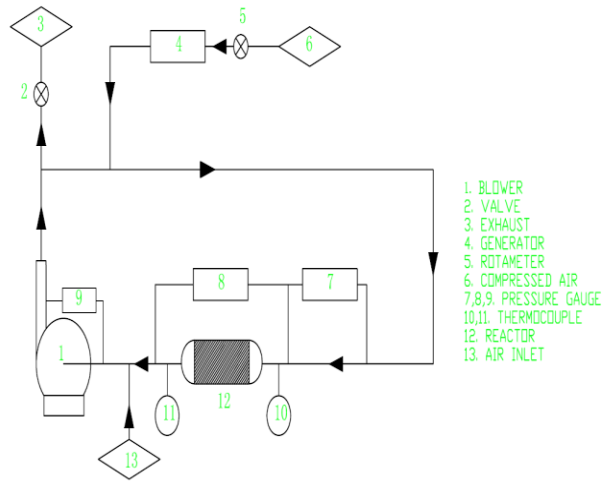 3
5
4
6
2
1. BLOWER
2. VALVE
3. EXHAUST
4. GENERATOR
5. ROTAMETER
6. COMPRESSED AIR
7,8,9. PRESSURE GAUGE
10,11. THERMOCOUPLE
12. REACTOR
13. AIR INLET
8
7
9
1
12
11
10
13